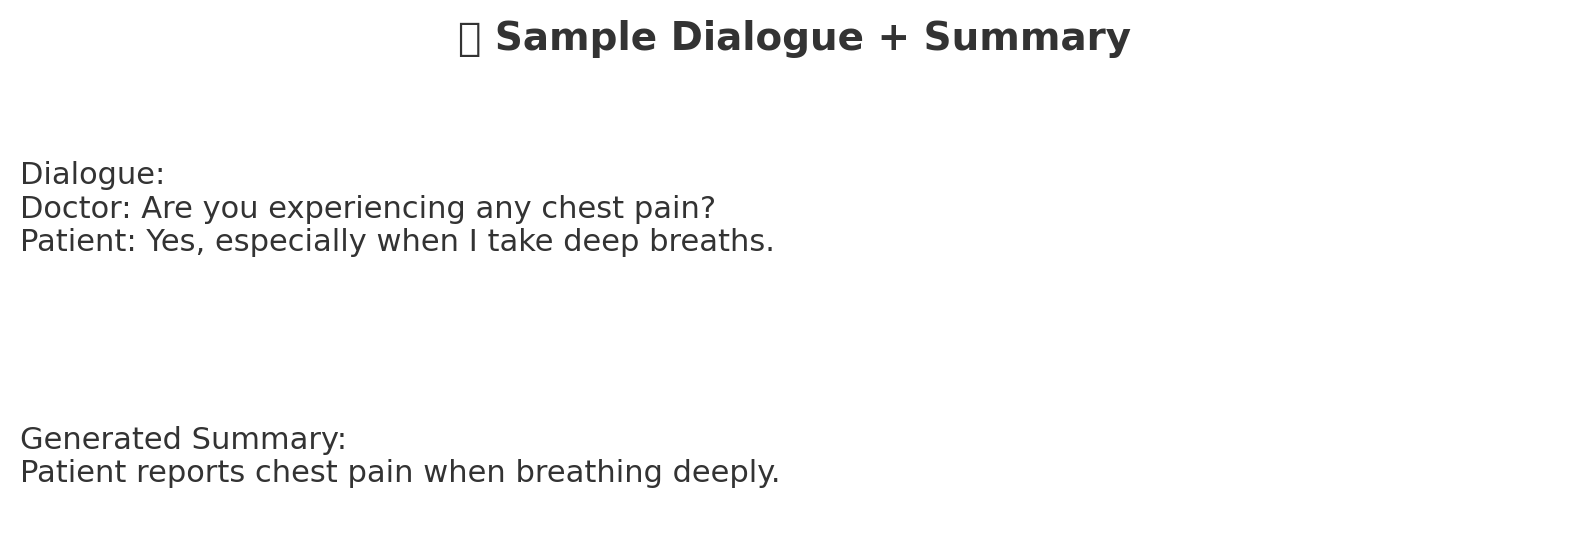 Sample Dialogue + Summary
Dialogue:
Doctor: Are you experiencing any chest pain?
Patient: Yes, especially when I take deep breaths.
Generated Summary:
Patient reports chest pain when breathing deeply.